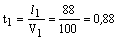 t₁ = l₁/V₁ = 88/100 = 0,88